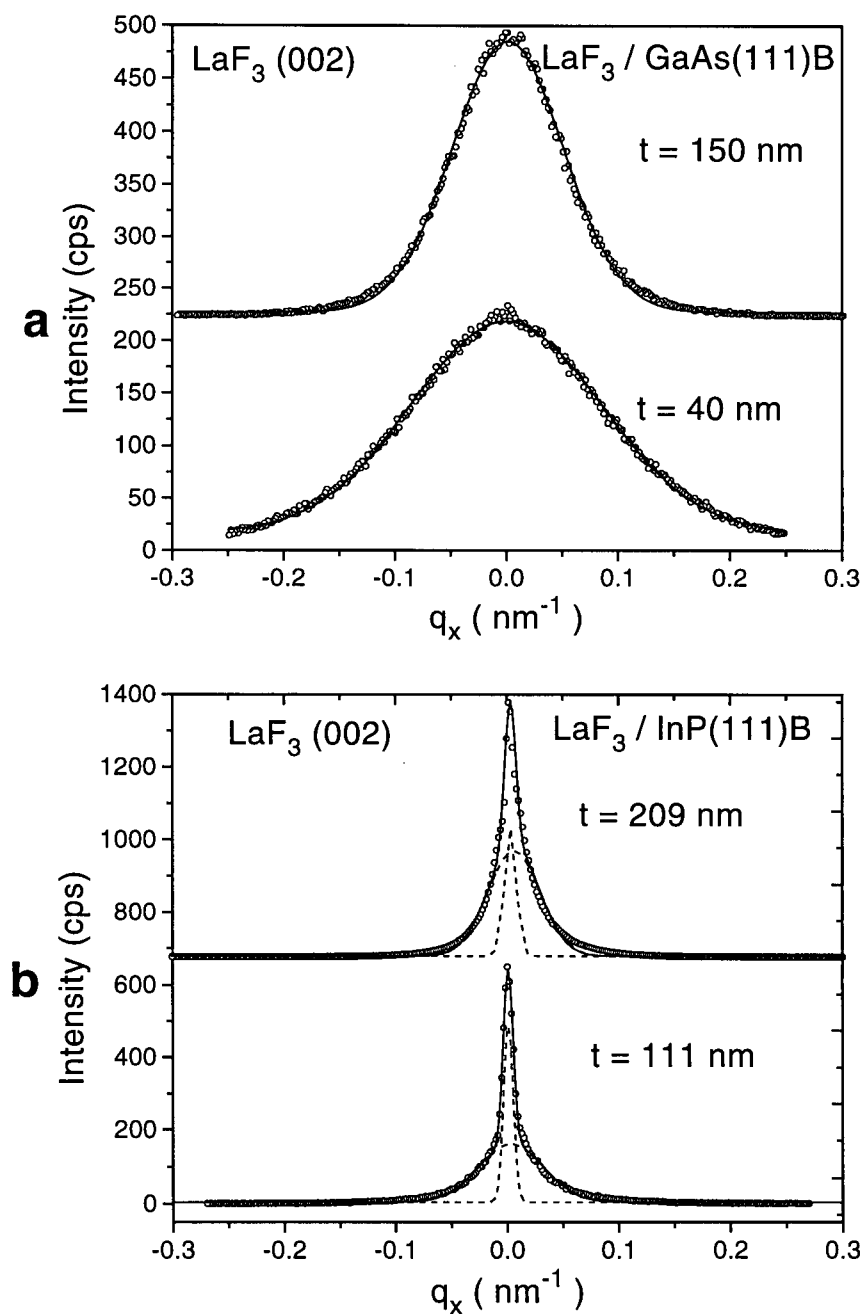 500
LaF3 (002)
LaF3 / GaAs(111)B
450
400
t = 150 nm
350
300
250
Intensity (cps)
a
200
t = 40 nm
150
100
50
0
-0.3 -0.2 -0.1 0.0 0.1 0.2 0.3
qx ( nm-1 )
1400
LaF3 (002)
LaF3 / InP(111)B
1200
t = 209 nm
1000
800
Intensity (cps)
b
600
t = 111 nm
400
200
0
-0.3 -0.2 -0.1 0.0 0.1 0.2 0.3
qx ( nm-1 )